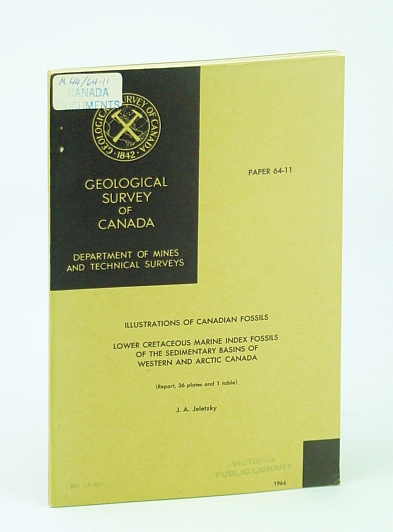 M 44/64-11
CANADA
DOCUMENTS
GEOLOGICAL SURVEY OF CANADA
· 1842 ·
GEOLOGICAL
SURVEY
OF
CANADA
DEPARTMENT OF MINES
AND TECHNICAL SURVEYS
PAPER 64-11
ILLUSTRATIONS OF CANADIAN FOSSILS
LOWER CRETACEOUS MARINE INDEX FOSSILS
OF THE SEDIMENTARY BASINS OF
WESTERN AND ARCTIC CANADA
(Report, 36 plates and 1 table)
J. A. Jeletzky
VICTORIA
PUBLIC LIBRARY
1964